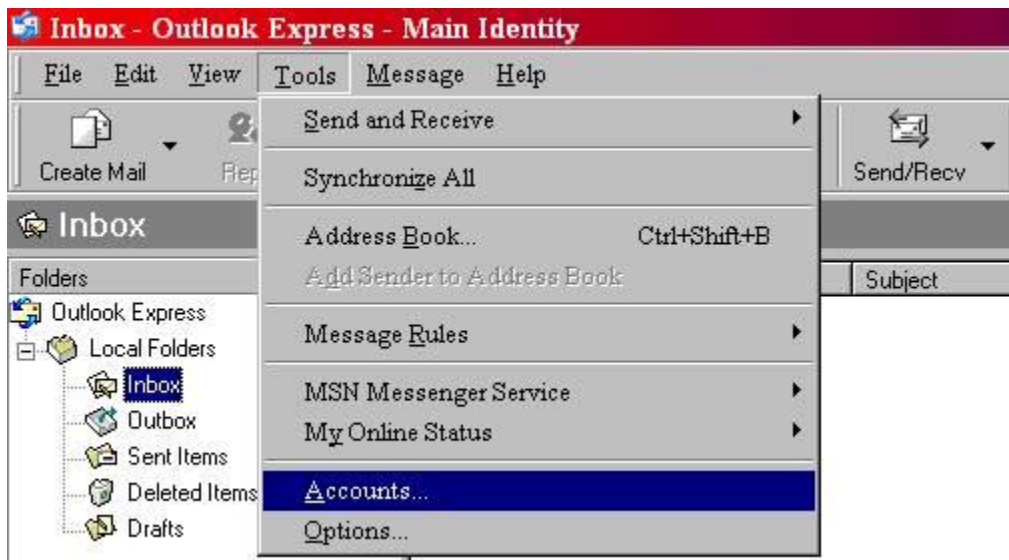 Inbox - Outlook Express - Main Identity
File Edit View Tools Message Help
Create Mail
Send/Recv
Send and Receive
Synchronize All
Address Book... Ctrl+Shift+B
Add Sender to Address Book
Message Rules
MSN Messenger Service
My Online Status
Accounts...
Options...
Inbox
Folders
Subject
Outlook Express
Local Folders
Inbox
Outbox
Sent Items
Deleted Items
Drafts